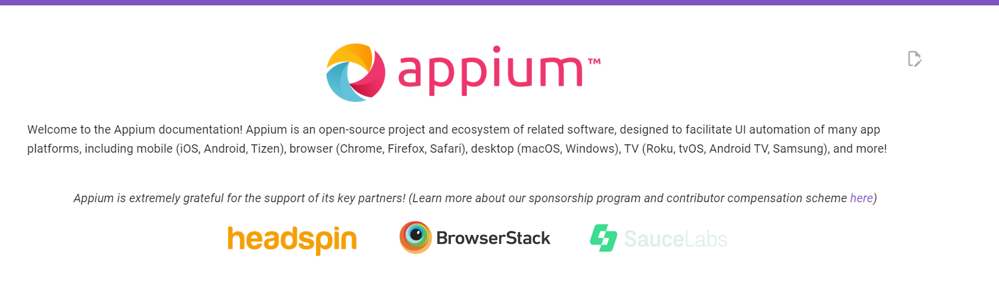 appium™
Welcome to the Appium documentation! Appium is an open-source project and ecosystem of related software, designed to facilitate UI automation of many app
platforms, including mobile (iOS, Android, Tizen), browser (Chrome, Firefox, Safari), desktop (macOS, Windows), TV (Roku, tvOS, Android TV, Samsung), and more!
Appium is extremely grateful for the support of its key partners! (Learn more about our sponsorship program and contributor compensation scheme here)
headspin BrowserStack SauceLabs